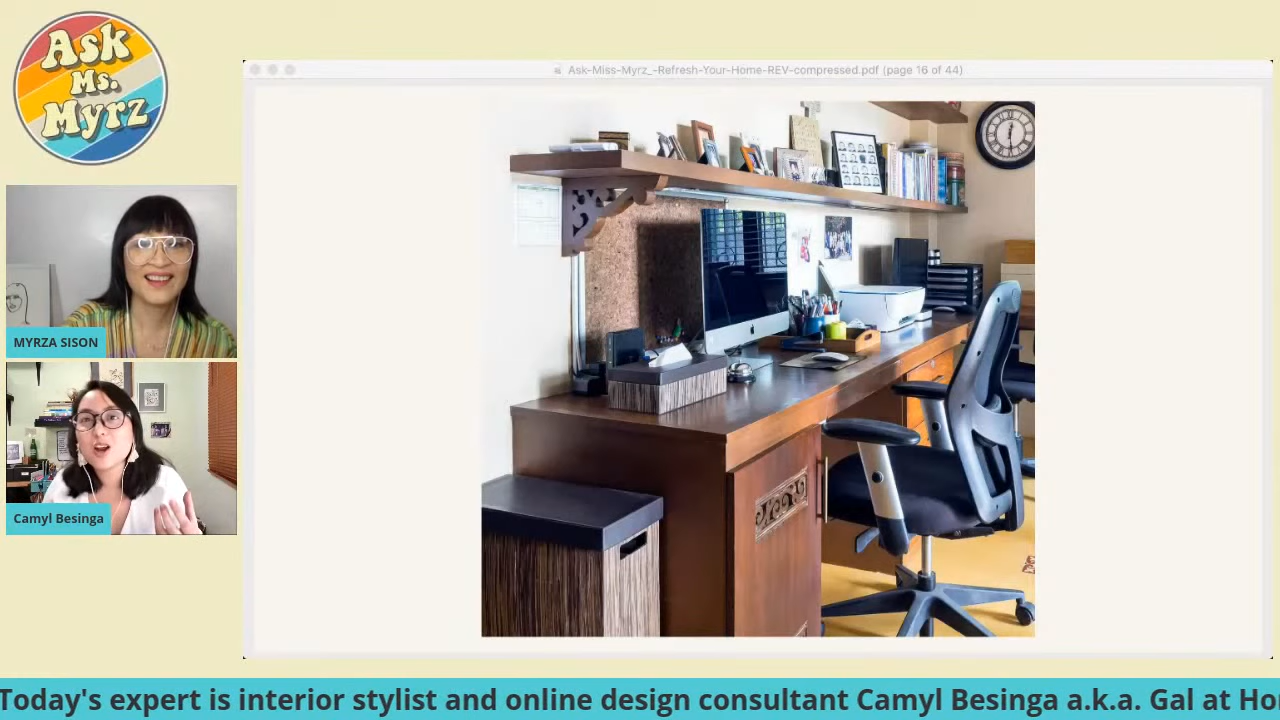 Ask
Ms.
Myrz
Ask-Miss-Myrz_-Refresh-Your-Home-REV-compressed.pdf (page 16 of 44)
MYRZA SISON
Camyl Besinga
Today's expert is interior stylist and online design consultant Camyl Besinga a.k.a. Gal at Ho